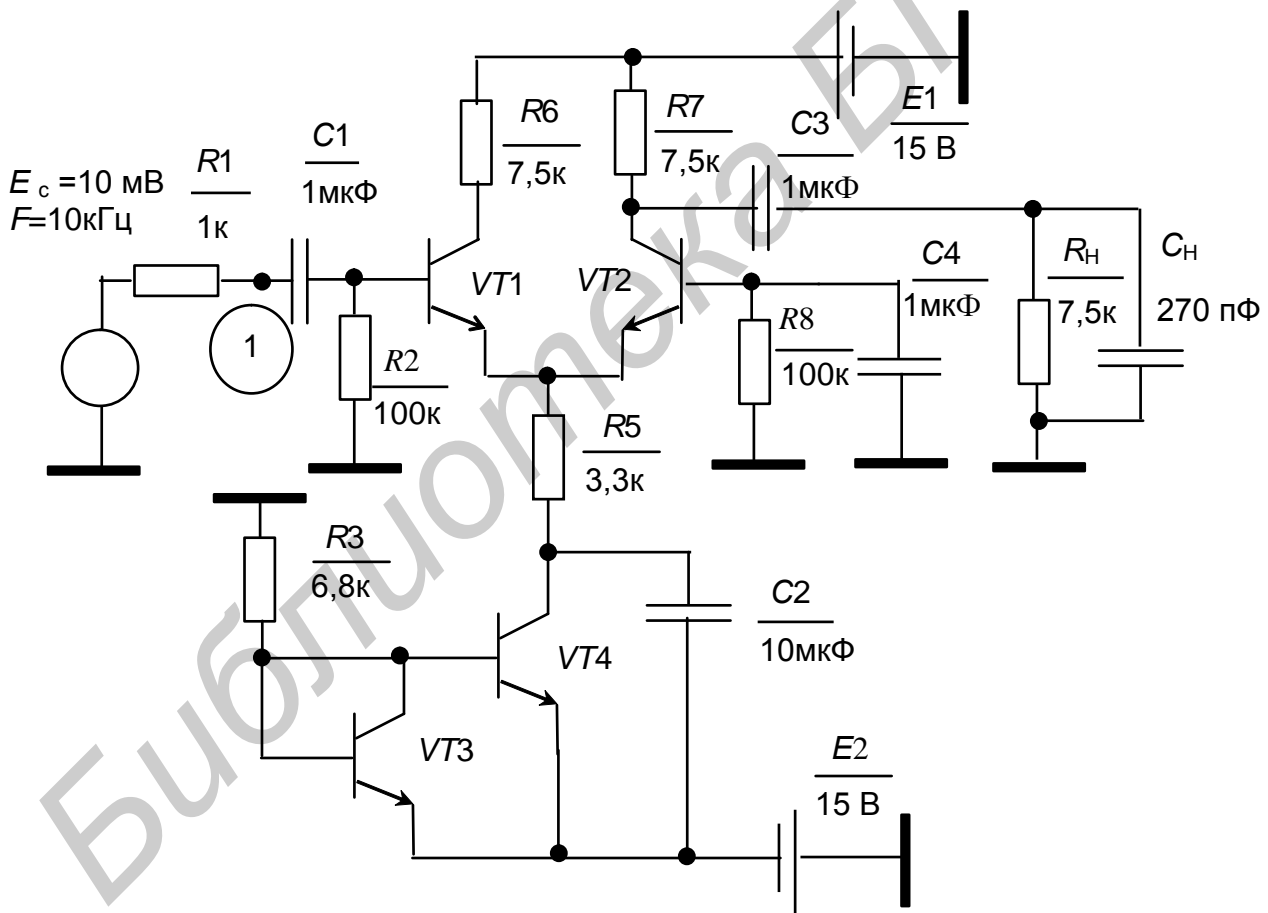 R6
7,5к
R7
7,5к
C3
1мкФ
E1
15 В
E с =10 мВ
F=10кГц
R1
1к
C1
1мкФ
VT1
VT2
C4
1мкФ
RН
7,5к
CН
270 пФ
1
R2
100к
R8
100к
R5
3,3к
R3
6,8к
VT4
C2
10мкФ
VT3
E2
15 В
Библиотека БГ